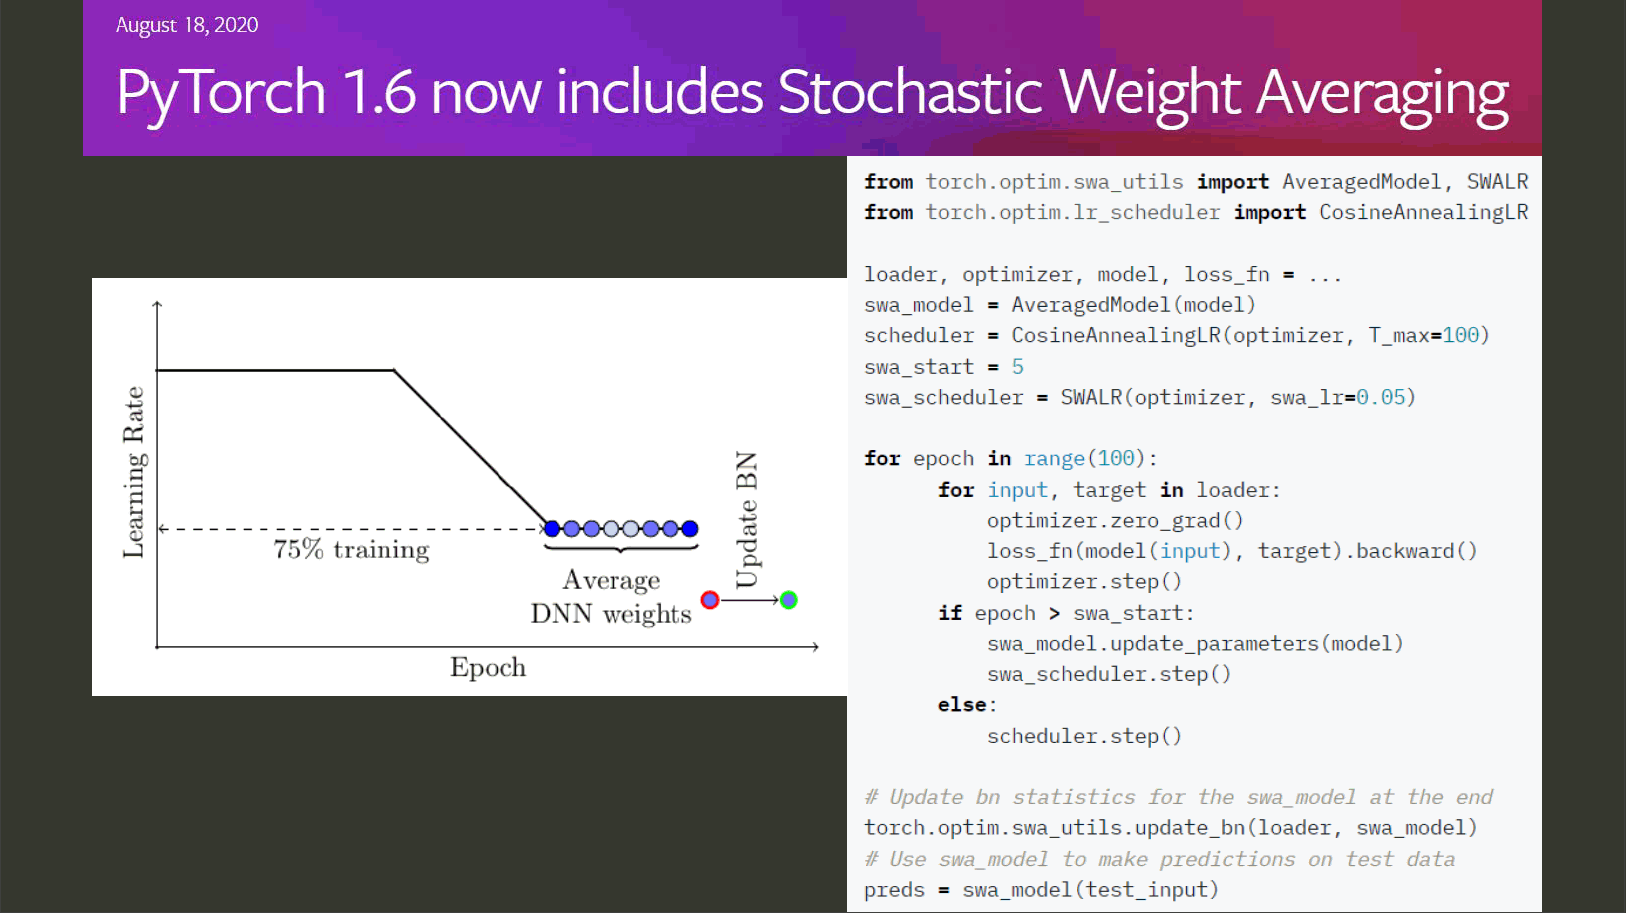 August 18, 2020
PyTorch 1.6 now includes Stochastic Weight Averaging
Learning Rate
75% training
Average
DNN weights
Update BN
Epoch
from torch.optim.swa_utils import AveragedModel, SWALR
from torch.optim.lr_scheduler import CosineAnnealingLR
loader, optimizer, model, loss_fn = ...
swa_model = AveragedModel(model)
scheduler = CosineAnnealingLR(optimizer, T_max=100)
swa_start = 5
swa_scheduler = SWALR(optimizer, swa_lr=0.05)
for epoch in range(100):
for input, target in loader:
optimizer.zero_grad()
loss_fn(model(input), target).backward()
optimizer.step()
if epoch > swa_start:
swa_model.update_parameters(model)
swa_scheduler.step()
else:
scheduler.step()
# Update bn statistics for the swa_model at the end
torch.optim.swa_utils.update_bn(loader, swa_model)
# Use swa_model to make predictions on test data
preds = swa_model(test_input)